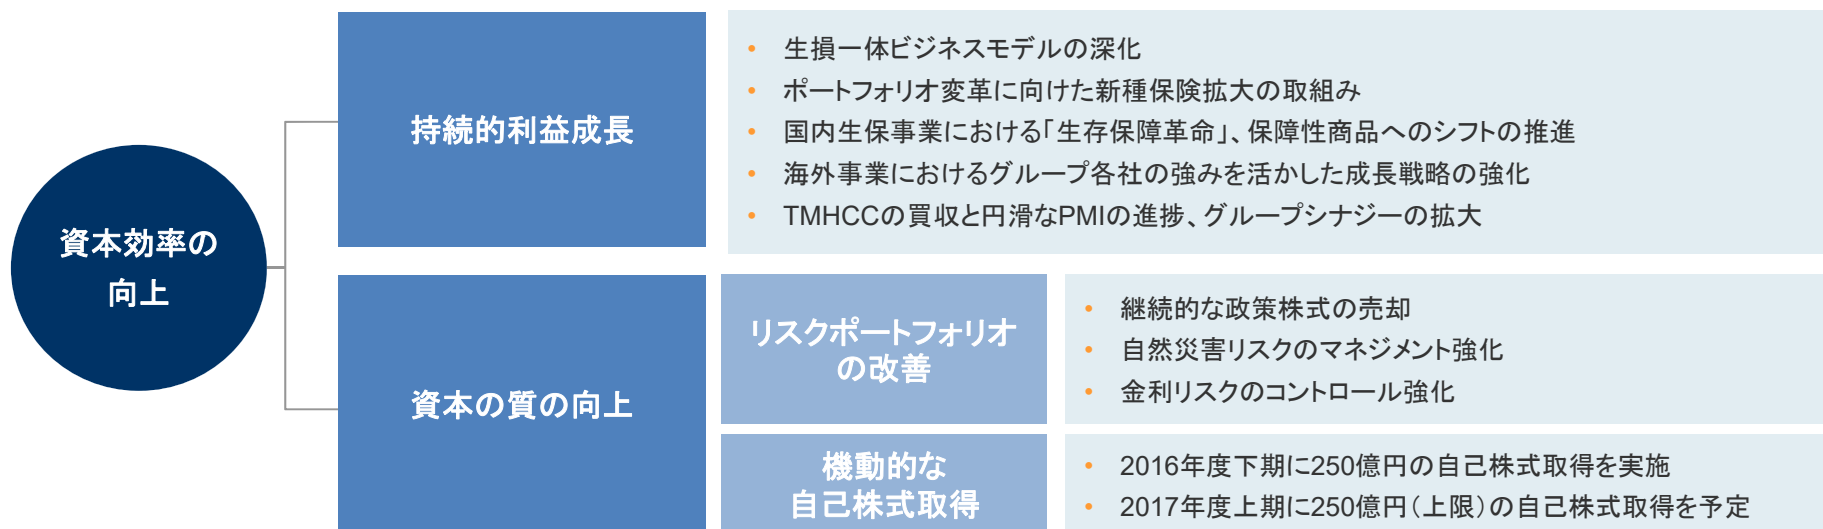 資本効率の
向上
持続的利益成長
• 生損一体ビジネスモデルの深化
• ポートフォリオ変革に向けた新種保険拡大の取組み
• 国内生保事業における「生存保障革命」、保障性商品へのシフトの推進
• 海外事業におけるグループ各社の強みを活かした成長戦略の強化
• TMHCCの買収と円滑なPMIの進捗、グループシナジーの拡大
資本の質の向上
リスクポートフォリオ
の改善
• 継続的な政策株式の売却
• 自然災害リスクのマネジメント強化
• 金利リスクのコントロール強化
機動的な
自己株式取得
• 2016年度下期に250億円の自己株式取得を実施
• 2017年度上期に250億円（上限）の自己株式取得を予定